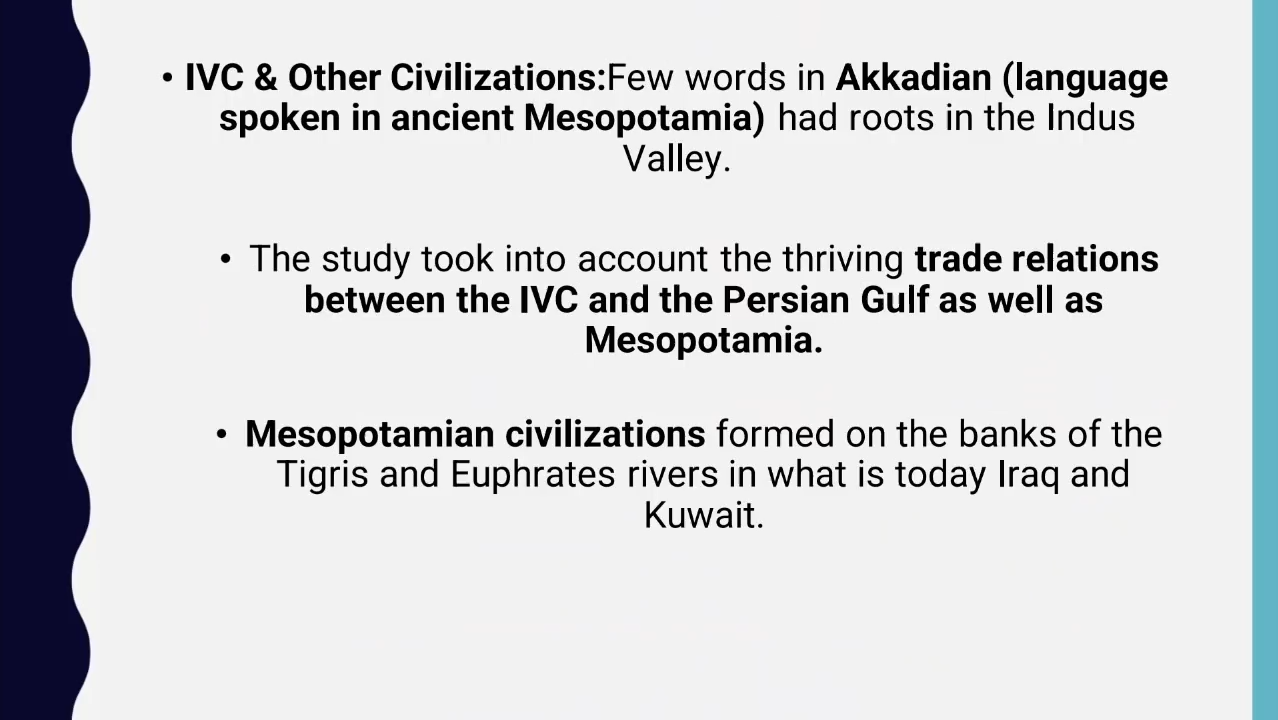 • IVC & Other Civilizations:Few words in Akkadian (language
spoken in ancient Mesopotamia) had roots in the Indus
Valley.
• The study took into account the thriving trade relations
between the IVC and the Persian Gulf as well as
Mesopotamia.
• Mesopotamian civilizations formed on the banks of the
Tigris and Euphrates rivers in what is today Iraq and
Kuwait.